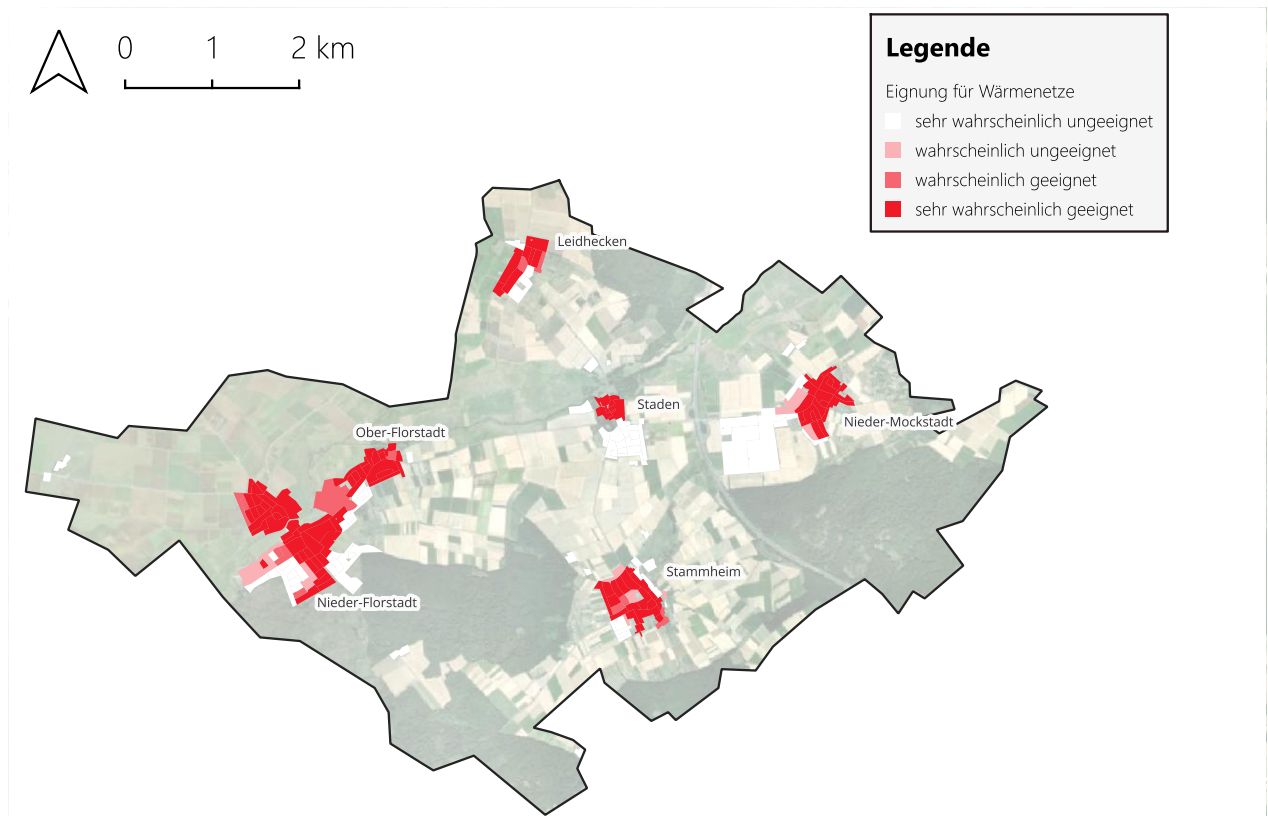 0 1 2 km
Legende
Eignung für Wärmenetze
sehr wahrscheinlich ungeeignet
wahrscheinlich ungeeignet
wahrscheinlich geeignet
sehr wahrscheinlich geeignet
Leidhecken
Staden
Nieder-Mockstadt
Ober-Florstadt
Stammheim
Nieder-Florstadt